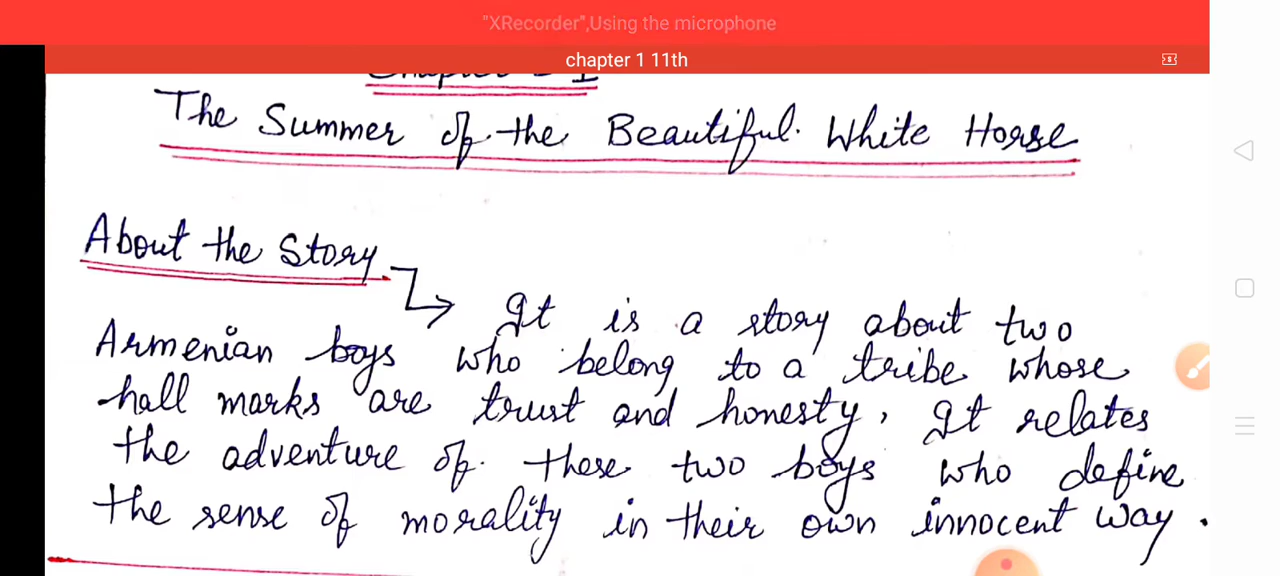 "XRecorder",Using the microphone
chapter 1 11th
Chapter - 1
The Summer of the Beautiful White Horse
About the Story
It is a story about two
Armenian boys who belong to a tribe whose
hall marks are trust and honesty. It relates
the adventure of these two boys who define
the sense of morality in their own innocent way.